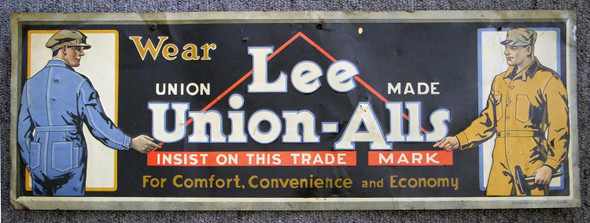 Wear
Lee
UNION MADE
Union-Alls
INSIST ON THIS TRADE MARK
For Comfort, Convenience and Economy